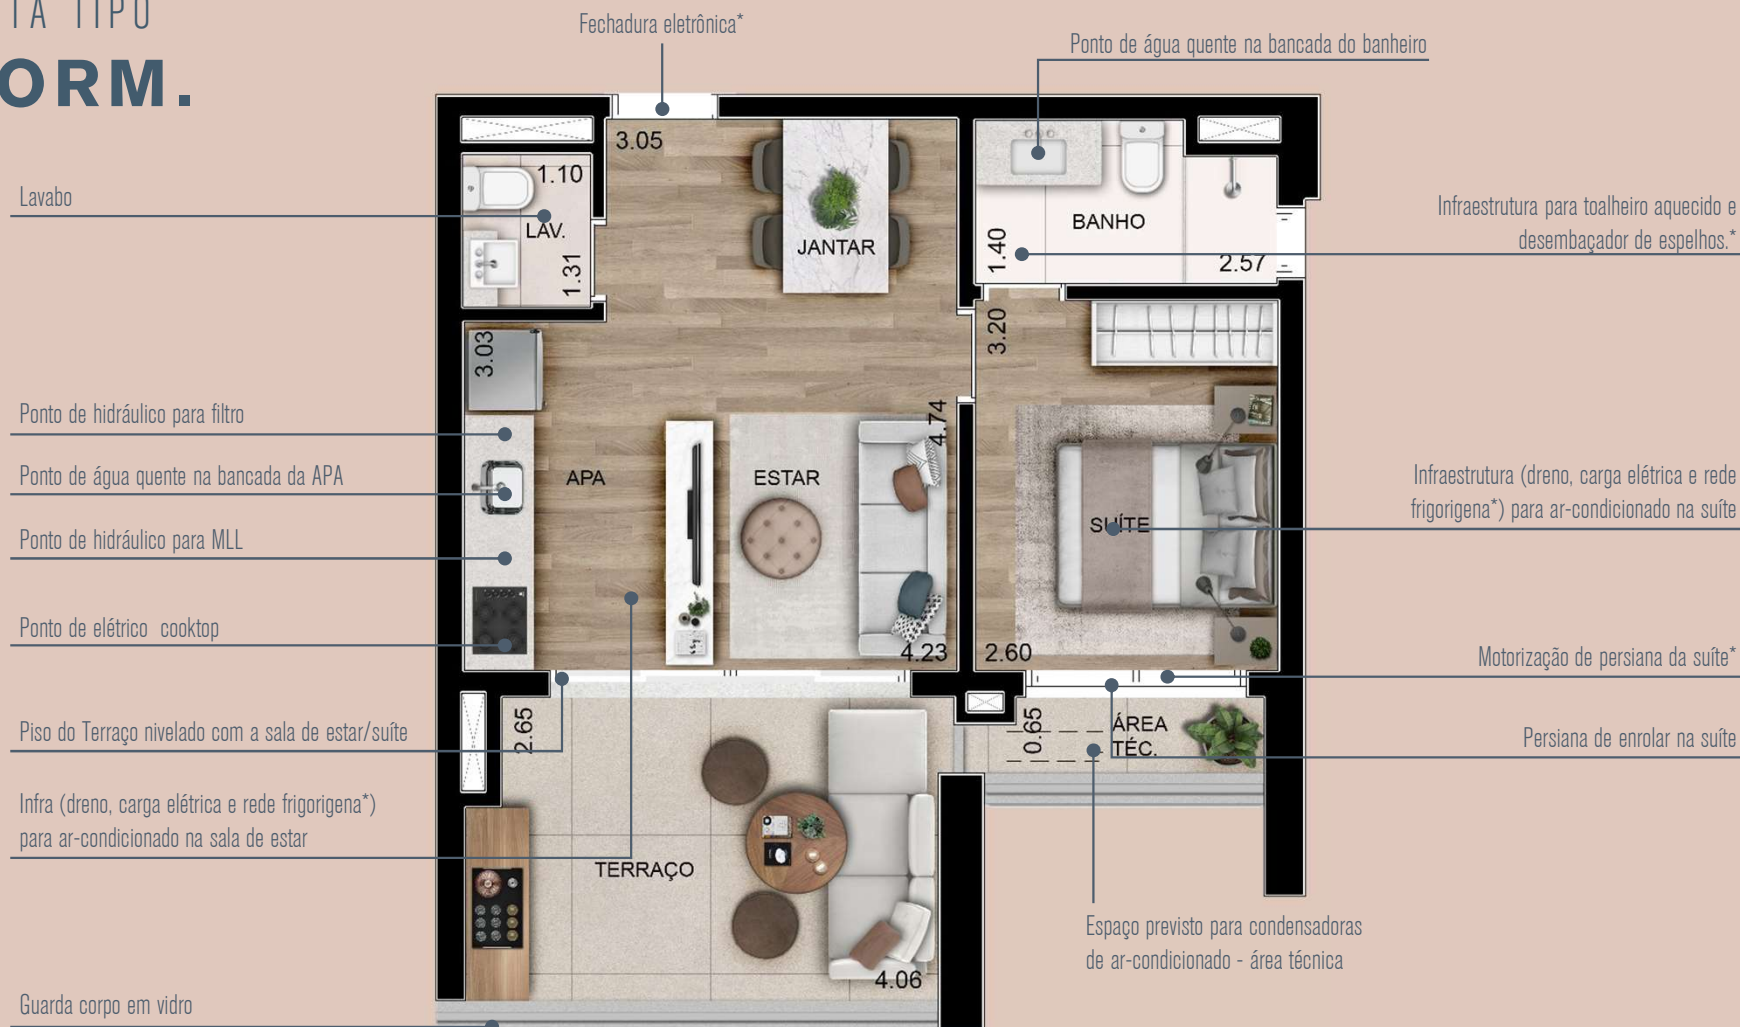 TA TIPO
ORM.
Fechadura eletrônica*
Ponto de água quente na bancada do banheiro
Lavabo
Infraestrutura para toalheiro aquecido e
desembaçador de espelhos.*
Ponto de hidráulico para filtro
Ponto de água quente na bancada da APA
Ponto de hidráulico para MLL
Ponto de elétrico cooktop
Piso do Terraço nivelado com a sala de estar/suíte
Infra (dreno, carga elétrica e rede frigorigena*)
para ar-condicionado na sala de estar
Guarda corpo em vidro
Infraestrutura (dreno, carga elétrica e rede
frigorigena*) para ar-condicionado na suíte
Motorização de persiana da suíte*
Persiana de enrolar na suíte
Espaço previsto para condensadoras
de ar-condicionado - área técnica
3.05
1.10
LAV.
1.31
JANTAR
BANHO
1.40
2.57
3.03
3.20
4.74
APA
ESTAR
SUÍTE
4.23
2.60
2.65
0.65
ÁREA
TÉC.
TERRAÇO
4.06